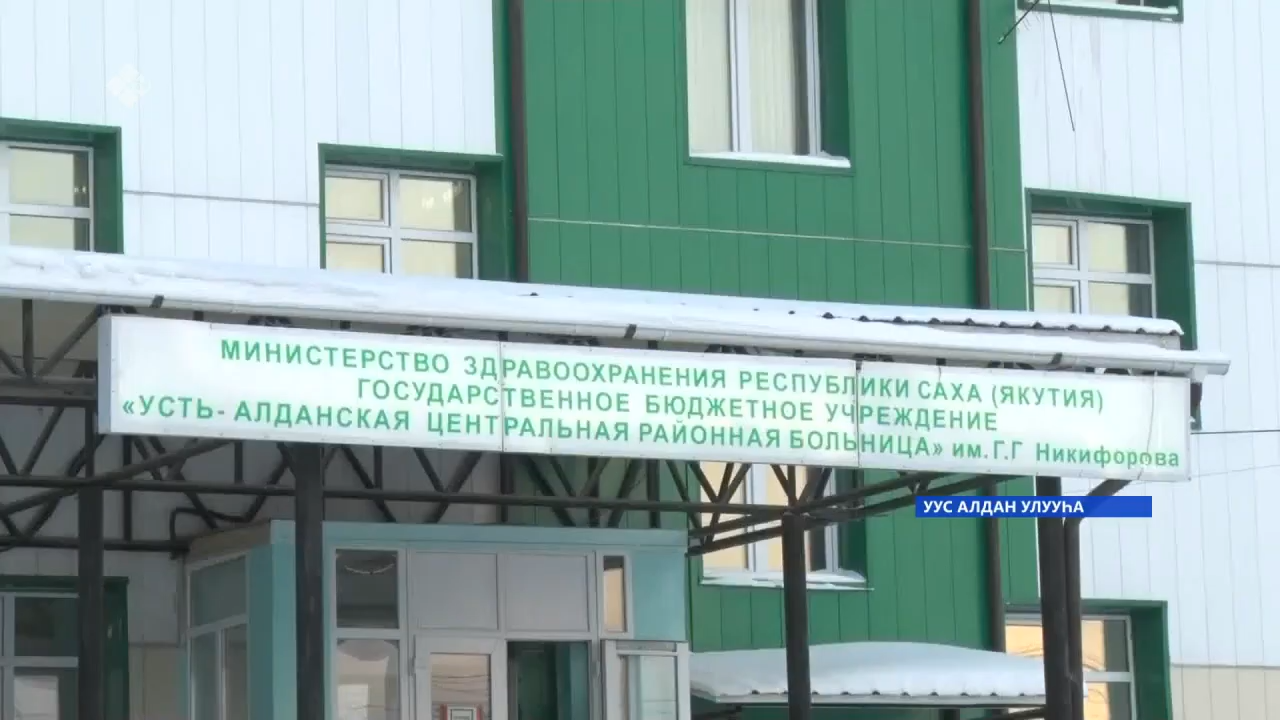 МИНИСТЕРСТВО ЗДРАВООХРАНЕНИЯ РЕСПУБЛИКИ САХА (ЯКУТИЯ)
ГОСУДАРСТВЕННОЕ БЮДЖЕТНОЕ УЧРЕЖДЕНИЕ
«УСТЬ- АЛДАНСКАЯ ЦЕНТРАЛЬНАЯ РАЙОННАЯ БОЛЬНИЦА» им. Г.Г Никифорова
УУС АЛДАН УЛУУҺА